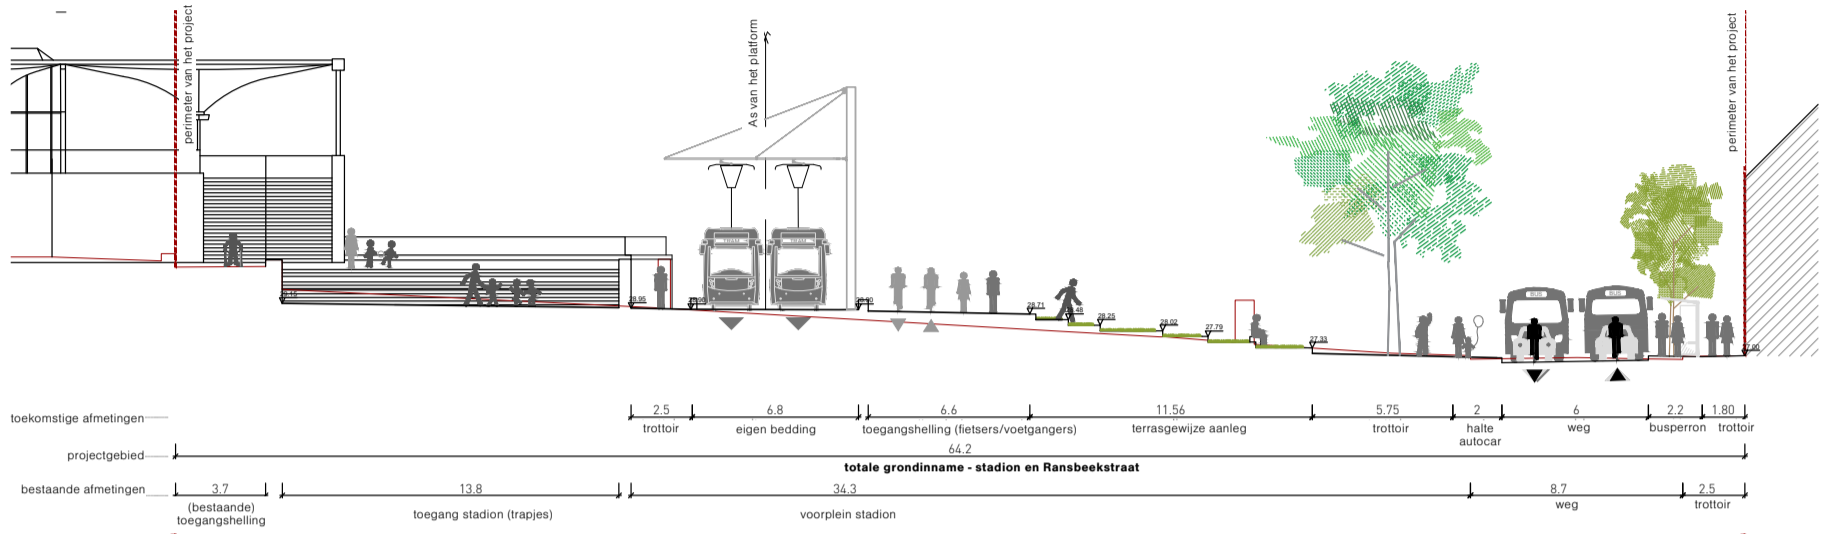 perimeter van het project
As van het platform
perimeter van het project
TRAM
TRAM
BUS
BUS
28.95
28.71
28.25
28.02
27.79
27.33
toekomstige afmetingen
2.5
6.8
6.6
11.56
5.75
2
6
2.2
1.80
trottoir
eigen bedding
toegangshelling (fietsers/voetgangers)
terrasgewijze aanleg
trottoir
halte
autocar
weg
busperron
trottoir
projectgebied
64.2
totale grondinname - stadion en Ransbeekstraat
bestaande afmetingen
3.7
13.8
34.3
8.7
2.5
(bestaande)
toegangshelling
toegang stadion (trapjes)
voorplein stadion
weg
trottoir